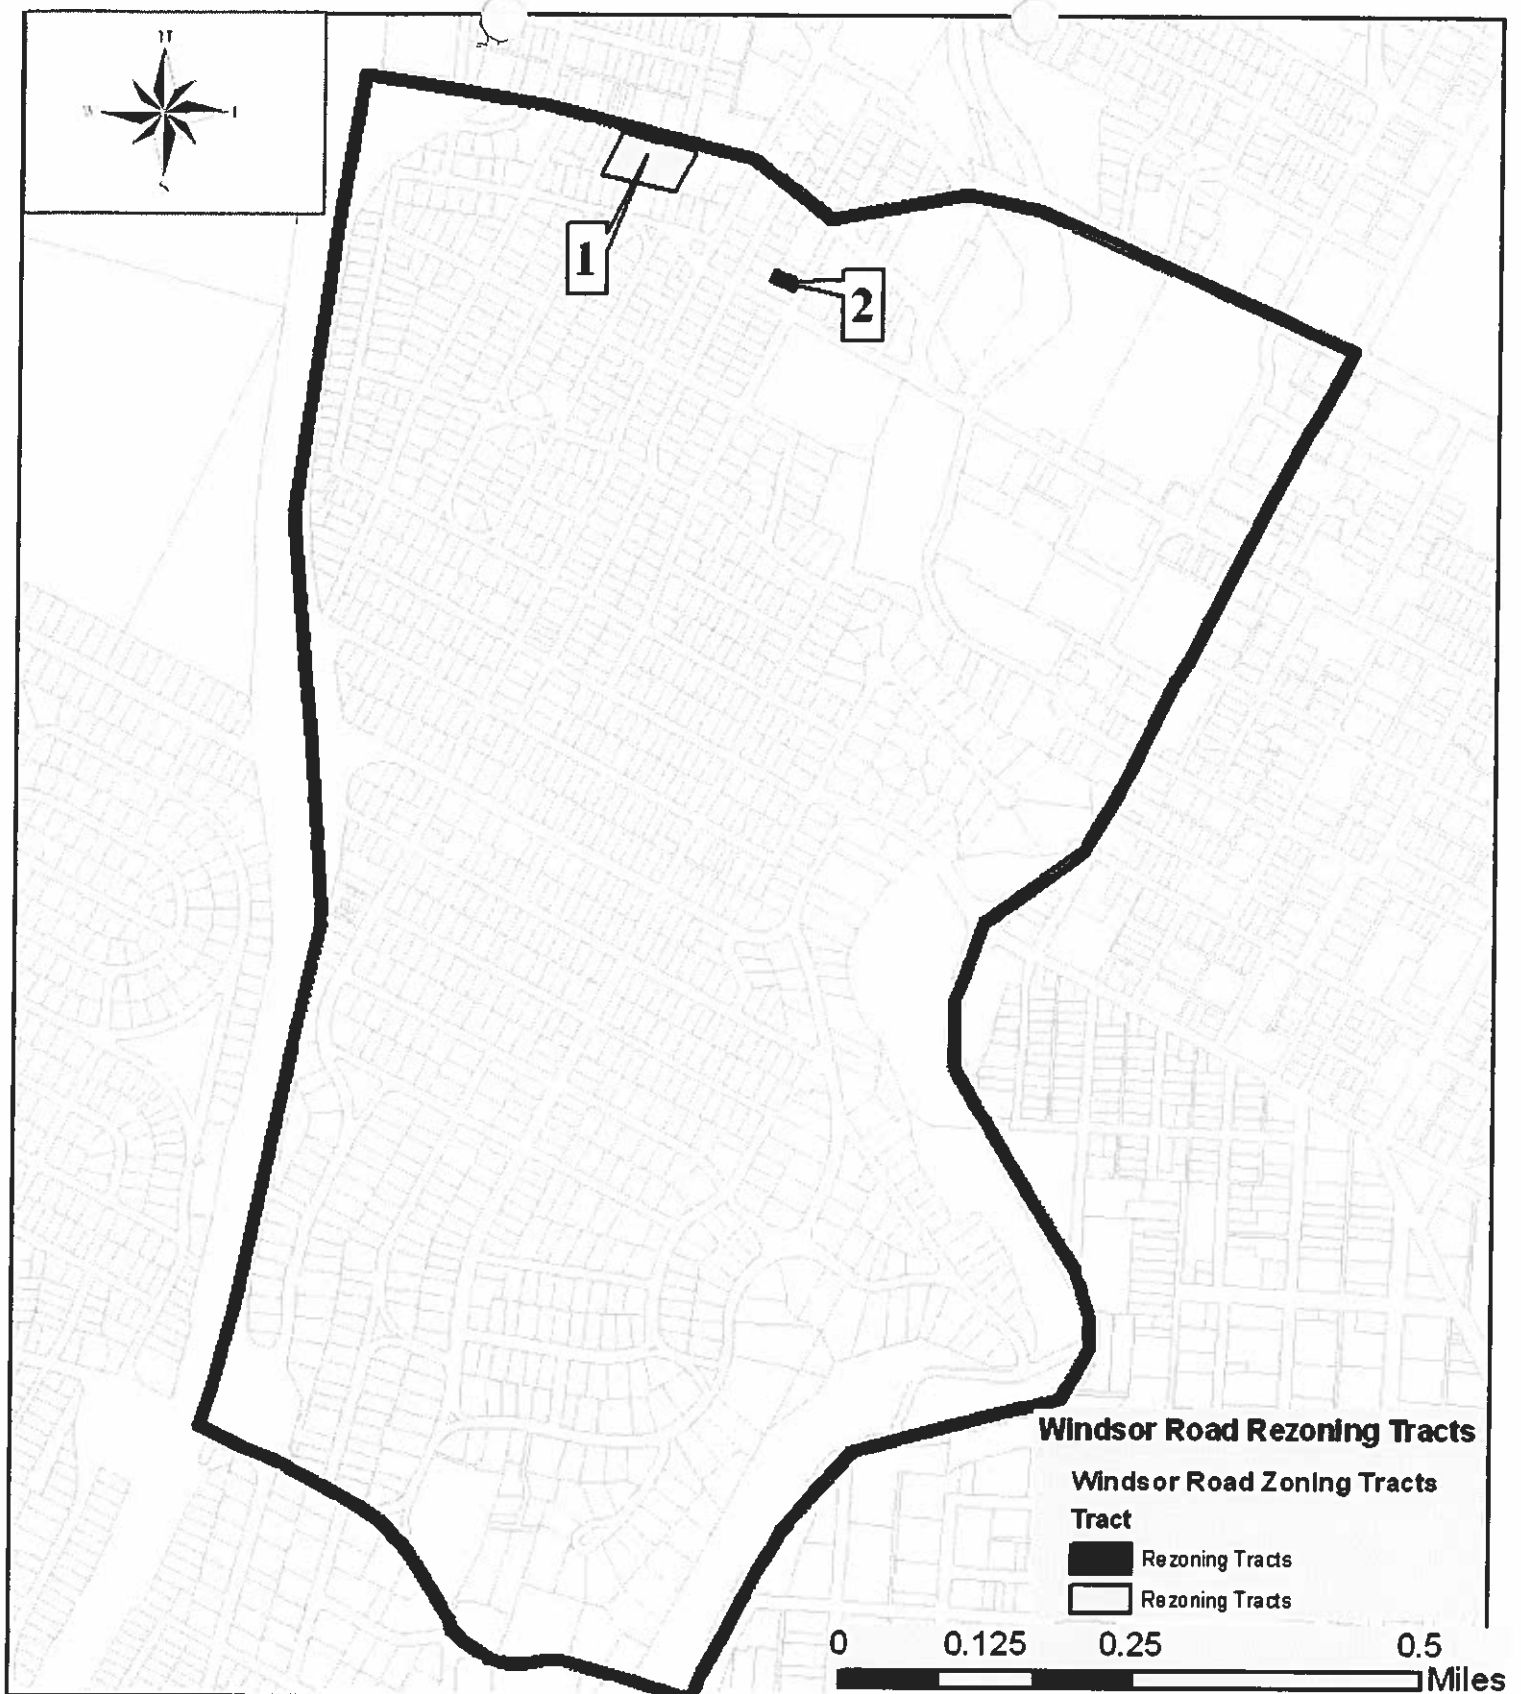 N
W
S
1
2
Windsor Road Rezoning Tracts
Windsor Road Zoning Tracts
Tract
Rezoning Tracts
Rezoning Tracts
0 0.125 0.25 0.5
Miles